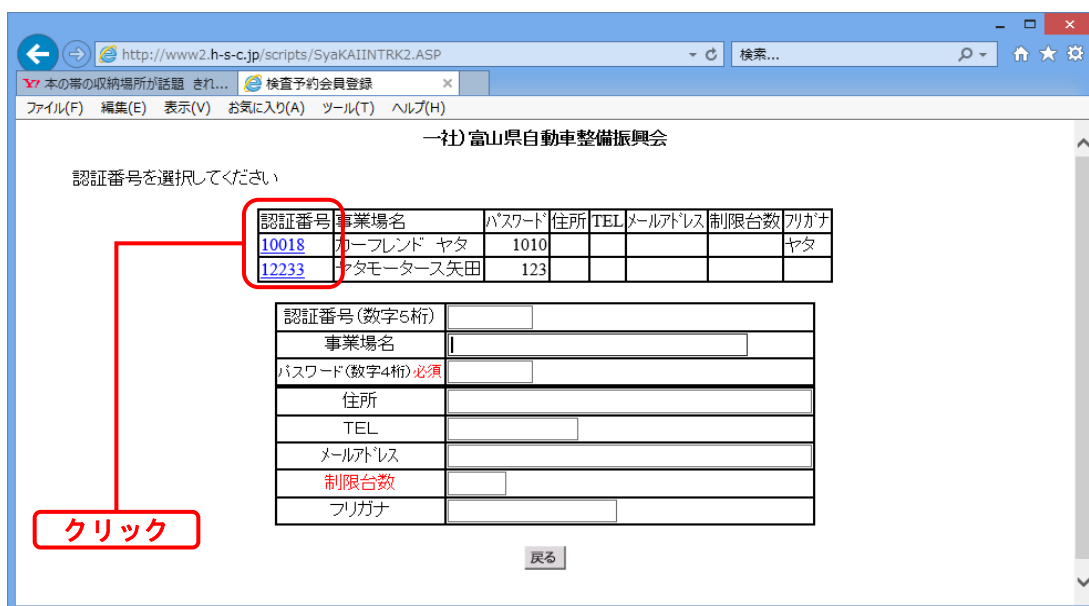 http://www2.h-s-c.jp/scripts/SyaKAIINTRK2.ASP 検索...
本の帯の収納場所が話題 され... 検査予約会員登録 ×
ファイル(F) 編集(E) 表示(V) お気に入り(A) ツール(T) ヘルプ(H)
一社)富山県自動車整備振興会
認証番号を選択してください
認証番号 事業場名 パスワード 住所 TEL メールアドレス 制限台数 フリガナ
10018 カーフレンド ヤタ 1010 ヤタ
12233 ヤタモータース矢田 123
認証番号(数字5桁)
事業場名
パスワード(数字4桁)必須
住所
TEL
メールアドレス
制限台数
フリガナ
クリック
戻る